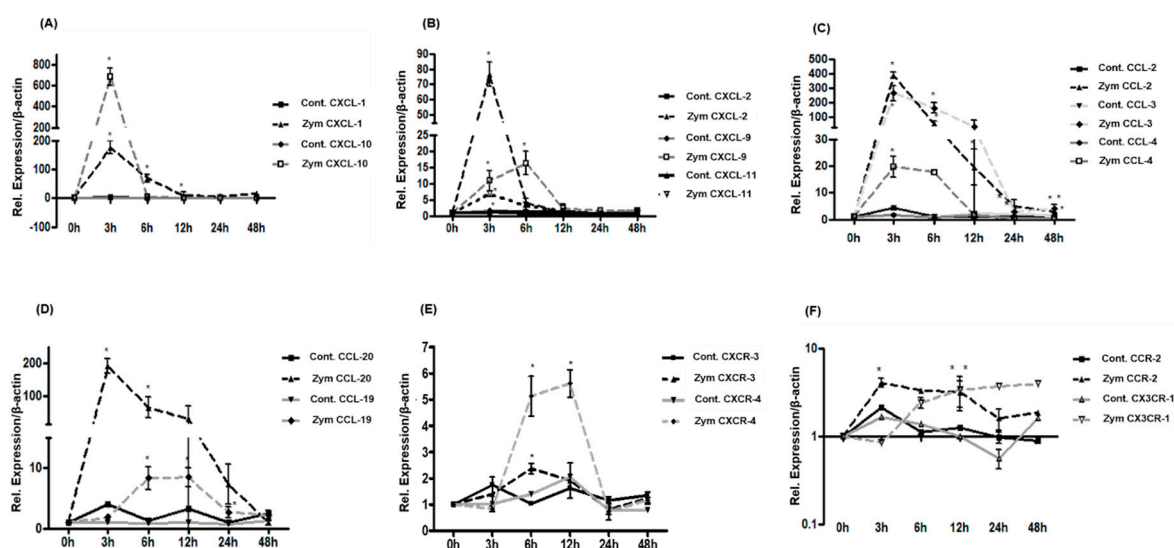 (A)
Rel. Expression/β-actin
800
700
600
500
400
300
200
200
100
0
-100
0h 3h 6h 12h 24h 48h
* * * *
Cont. CXCL-1
Zym CXCL-1
Cont. CXCL-10
Zym CXCL-10
(B)
Rel. Expression/β-actin
90
80
70
60
50
40
25
20
15
10
5
0
0h 3h 6h 12h 24h 48h
Cont. CXCL-2
Zym CXCL-2
Cont. CXCL-9
Zym CXCL-9
Cont. CXCL-11
Zym CXCL-11
(C)
Rel. Expression/β-actin
500
400
300
200
100
30
20
10
0
0h 3h 6h 12h 24h 48h
Cont. CCL-2
Zym CCL-2
Cont. CCL-3
Zym CCL-3
Cont. CCL-4
Zym CCL-4
(D)
Rel. Expression/β-actin
200
100
10
0
0h 3h 6h 12h 24h 48h
Cont. CCL-20
Zym CCL-20
Cont. CCL-19
Zym CCL-19
(E)
Rel. Expression/β-actin
7
6
5
4
3
2
1
0
0h 3h 6h 12h 24h 48h
Cont. CXCR-3
Zym CXCR-3
Cont. CXCR-4
Zym CXCR-4
(F)
Rel. Expression/β-actin
10
1
0.1
0h 3h 6h 12h 24h 48h
Cont. CCR-2
Zym CCR-2
Cont. CX3CR-1
Zym CX3CR-1